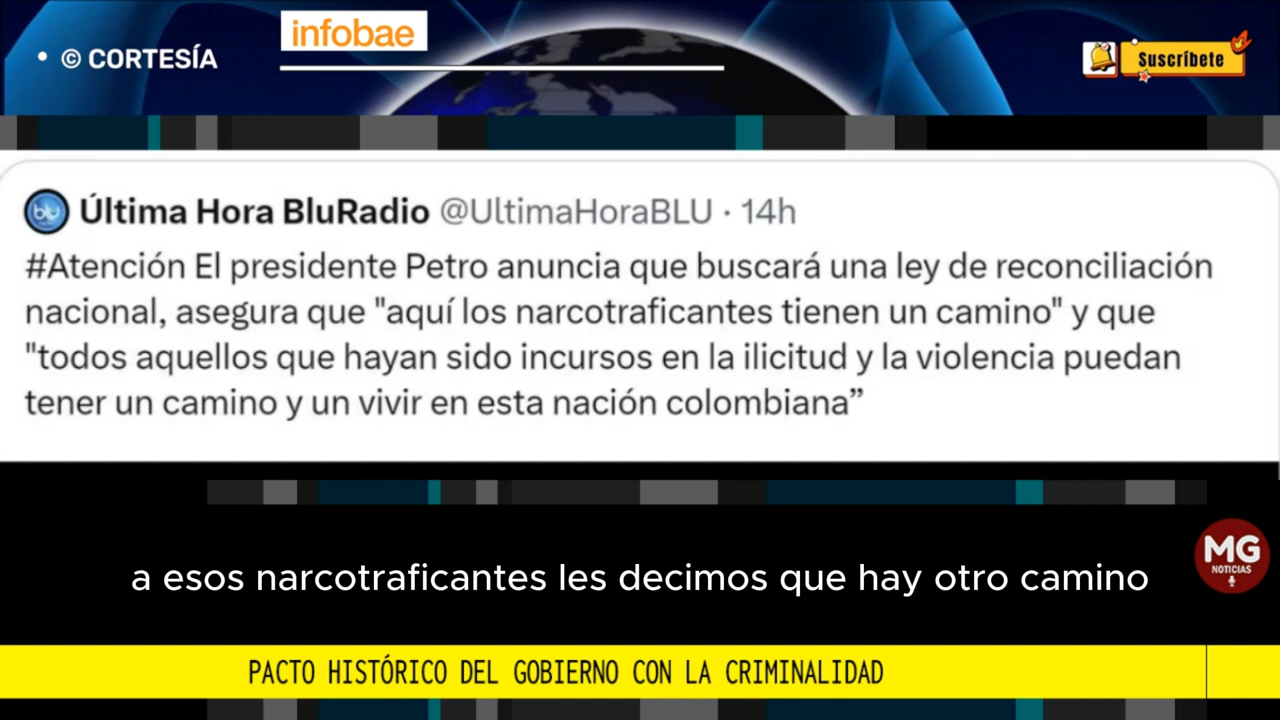 infobae
• © CORTESÍA
Suscríbete
blu
Última Hora BluRadio @UltimaHoraBLU · 14h
#Atención El presidente Petro anuncia que buscará una ley de reconciliación
nacional, asegura que "aquí los narcotraficantes tienen un camino" y que
"todos aquellos que hayan sido incursos en la ilicitud y la violencia puedan
tener un camino y un vivir en esta nación colombiana”
MG
NOTICIAS
a esos narcotraficantes les decimos que hay otro camino
PACTO HISTÓRICO DEL GOBIERNO CON LA CRIMINALIDAD